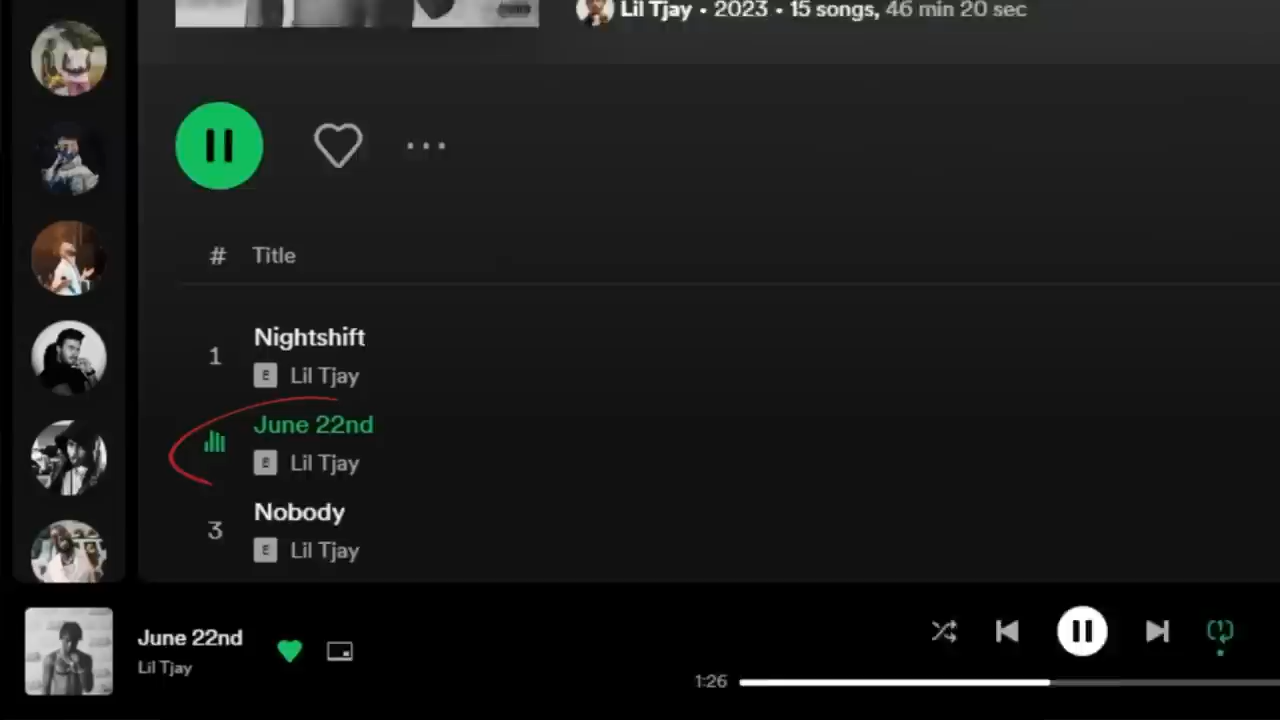 Lil Tjay • 2023 • 15 songs, 46 min 20 sec
# Title
1
Nightshift
E Lil Tjay
June 22nd
E Lil Tjay
3
Nobody
E Lil Tjay
June 22nd
Lil Tjay
1:26